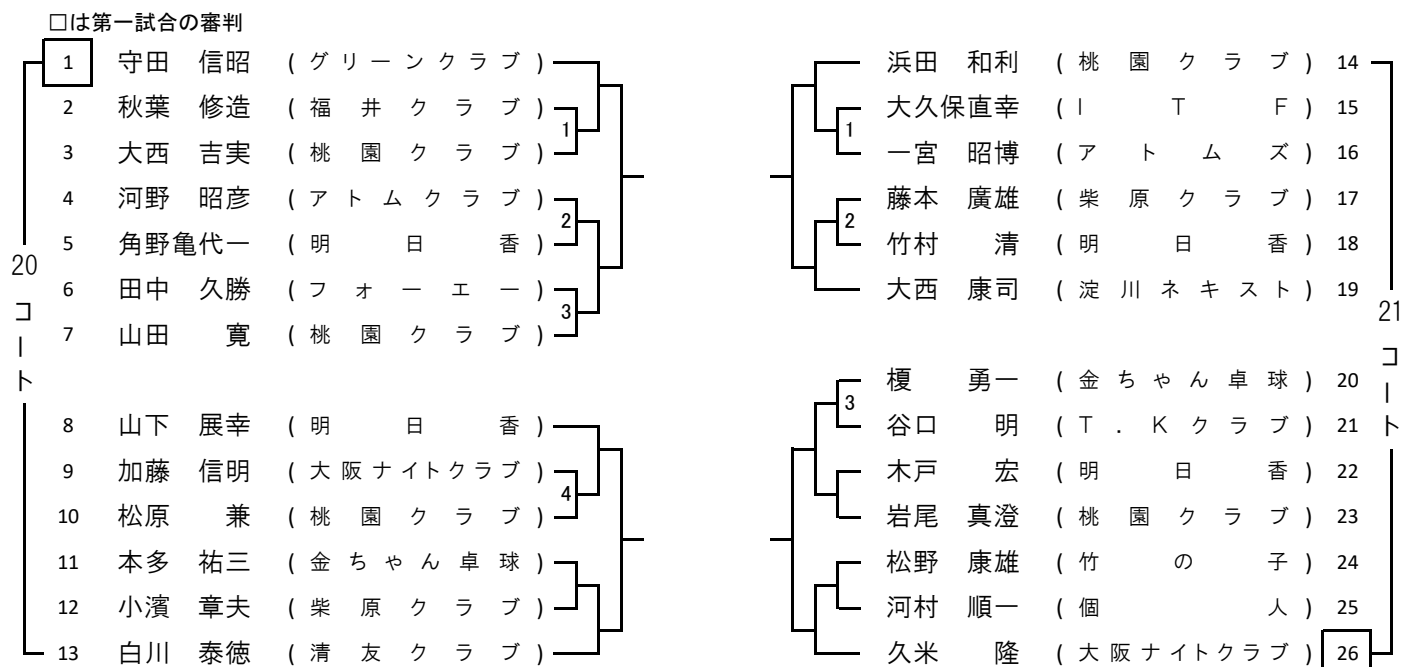 □は第一試合の審判
1 守田 信昭 (グリーンクラブ)
2 秋葉 修造 (福井クラブ)
1
3 大西 吉実 (桃園クラブ)
4 河野 昭彦 (アトムクラブ)
2
5 角野亀代一 (明日香)
6 田中 久勝 (フォーエー)
3
7 山田 寛 (桃園クラブ)
20コート
8 山下 展幸 (明日香)
9 加藤 信明 (大阪ナイトクラブ)
4
10 松原 兼 (桃園クラブ)
11 本多 祐三 (金ちゃん卓球)
12 小濱 章夫 (柴原クラブ)
13 白川 泰徳 (清友クラブ)
浜田 和利 (桃園クラブ) 14
大久保直幸 (ITF) 15
1
一宮 昭博 (アトムズ) 16
藤本 廣雄 (柴原クラブ) 17
2
竹村 清 (明日香) 18
大西 康司 (淀川ネキスト) 19
21コート
榎 勇一 (金ちゃん卓球) 20
3
谷口 明 (T.Kクラブ) 21
木戸 宏 (明日香) 22
岩尾 真澄 (桃園クラブ) 23
松野 康雄 (竹の子) 24
河村 順一 (個人) 25
久米 隆 (大阪ナイトクラブ) 26